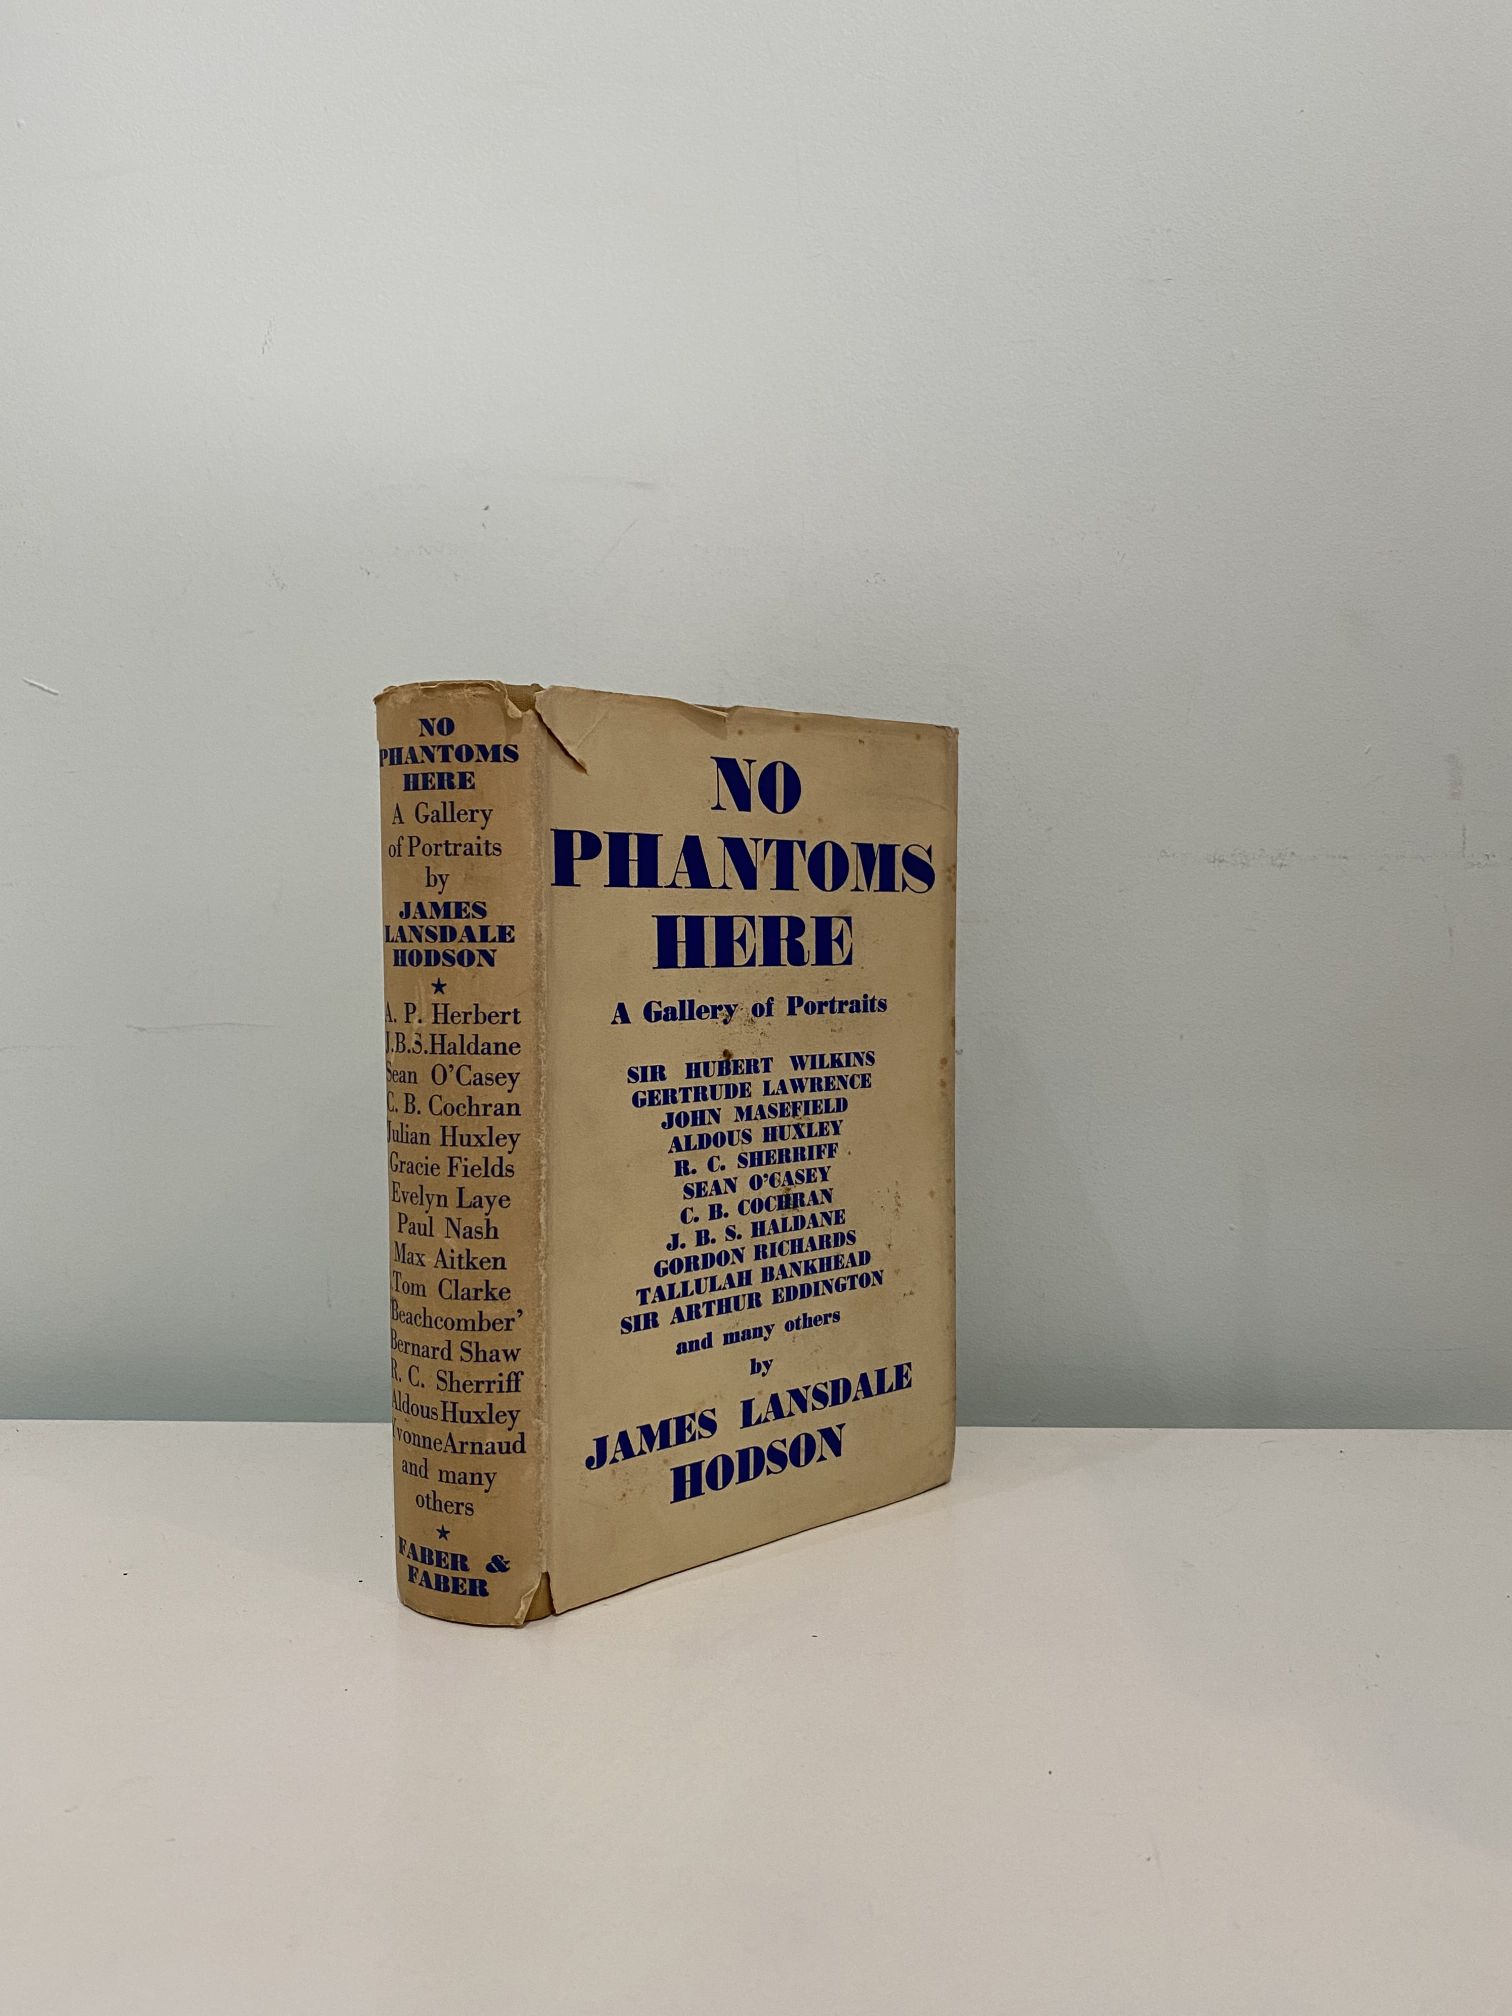 NO
PHANTOMS
HERE
A Gallery
of Portraits
by
JAMES
LANSDALE
HODSON
★
A. P. Herbert
J.B.S.Haldane
Sean O'Casey
C. B. Cochran
Julian Huxley
Gracie Fields
Evelyn Laye
Paul Nash
Max Aitken
Tom Clarke
'Beachcomber'
Bernard Shaw
R. C. Sherriff
Aldous Huxley
Yvonne Arnaud
and many
others
★
FABER &
FABER
NO
PHANTOMS
HERE
A Gallery of Portraits
SIR HUBERT WILKINS
GERTRUDE LAWRENCE
JOHN MASEFIELD
ALDOUS HUXLEY
R. C. SHERRIFF
SEAN O'CASEY
C. B. COCHRAN
J. B. S. HALDANE
GORDON RICHARDS
TALLULAH BANKHEAD
SIR ARTHUR EDDINGTON
and many others
by
JAMES LANSDALE
HODSON